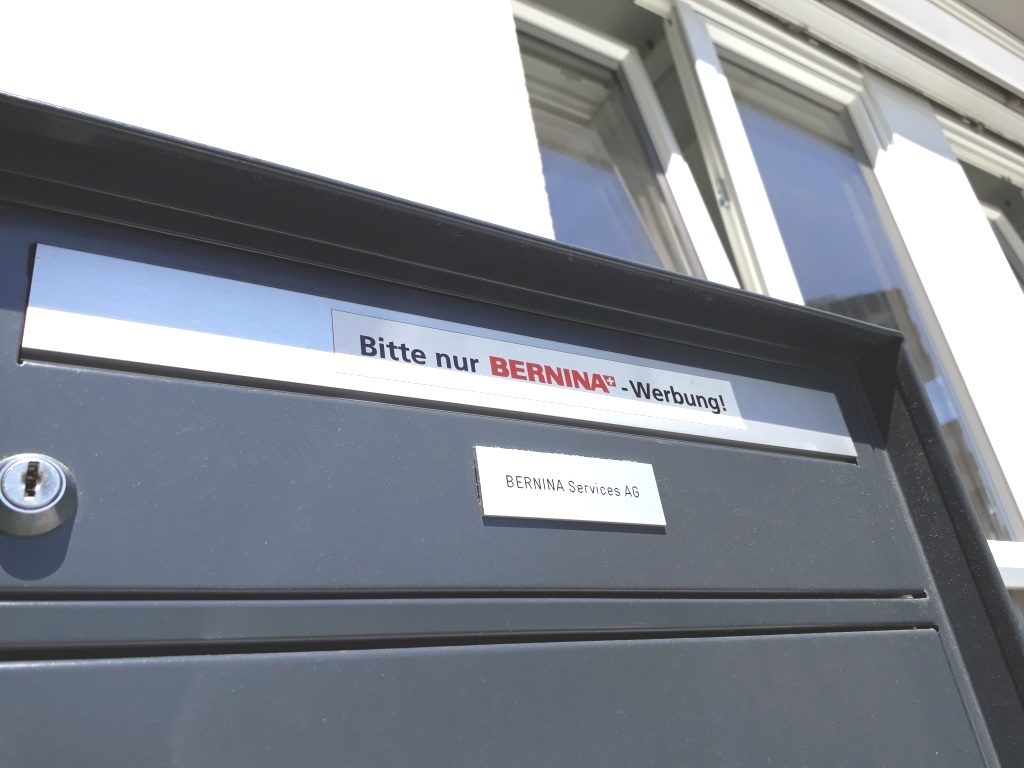 Bitte nur BERNINA+ -Werbung!
BERNINA Services AG